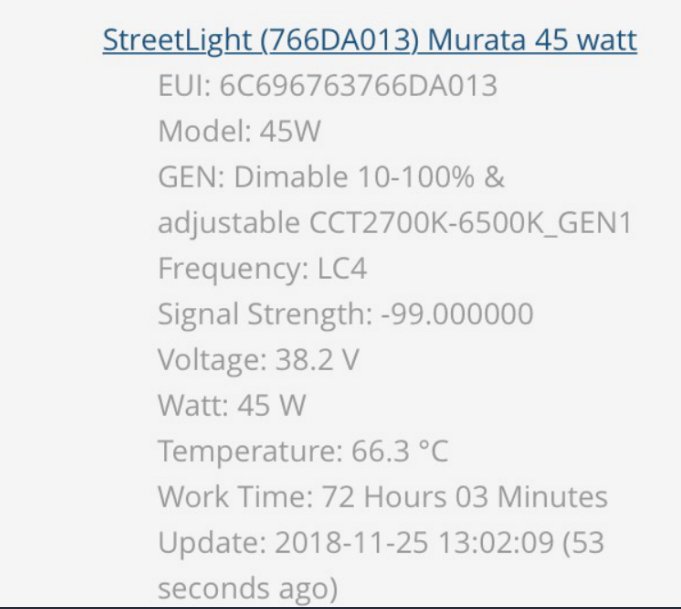 StreetLight (766DA013) Murata 45 watt
EUI: 6C696763766DA013
Model: 45W
GEN: Dimable 10-100% &
adjustable CCT2700K-6500K_GEN1
Frequency: LC4
Signal Strength: -99.000000
Voltage: 38.2 V
Watt: 45 W
Temperature: 66.3 °C
Work Time: 72 Hours 03 Minutes
Update: 2018-11-25 13:02:09 (53
seconds ago)